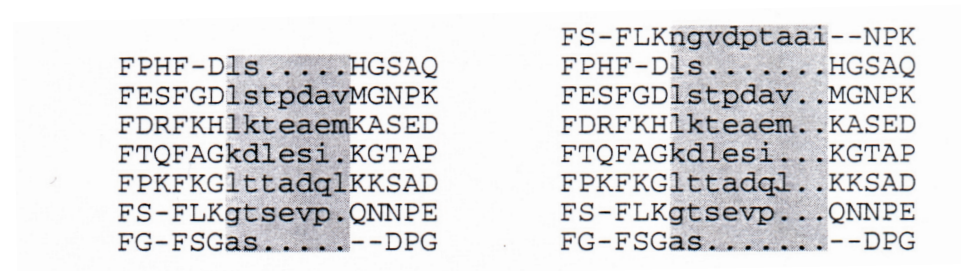 FPHF-Dls.....HGSAQ
FESFGDlstpdavMGNPK
FDRFKHlkteaemKASED
FTQFAGkdlesi.KGTAP
FPKFKGlttadqlKKSAD
FS-FLKgtsevp.QNNPE
FG-FSGas.....--DPG
FS-FLKngvdptaai--NPK
FPHF-Dls.......HGSAQ
FESFGDlstpdav..MGNPK
FDRFKHlkteaem..KASED
FTQFAGkdlesi...KGTAP
FPKFKGlttadql..KKSAD
FS-FLKgtsevp...QNNPE
FG-FSGas.......--DPG